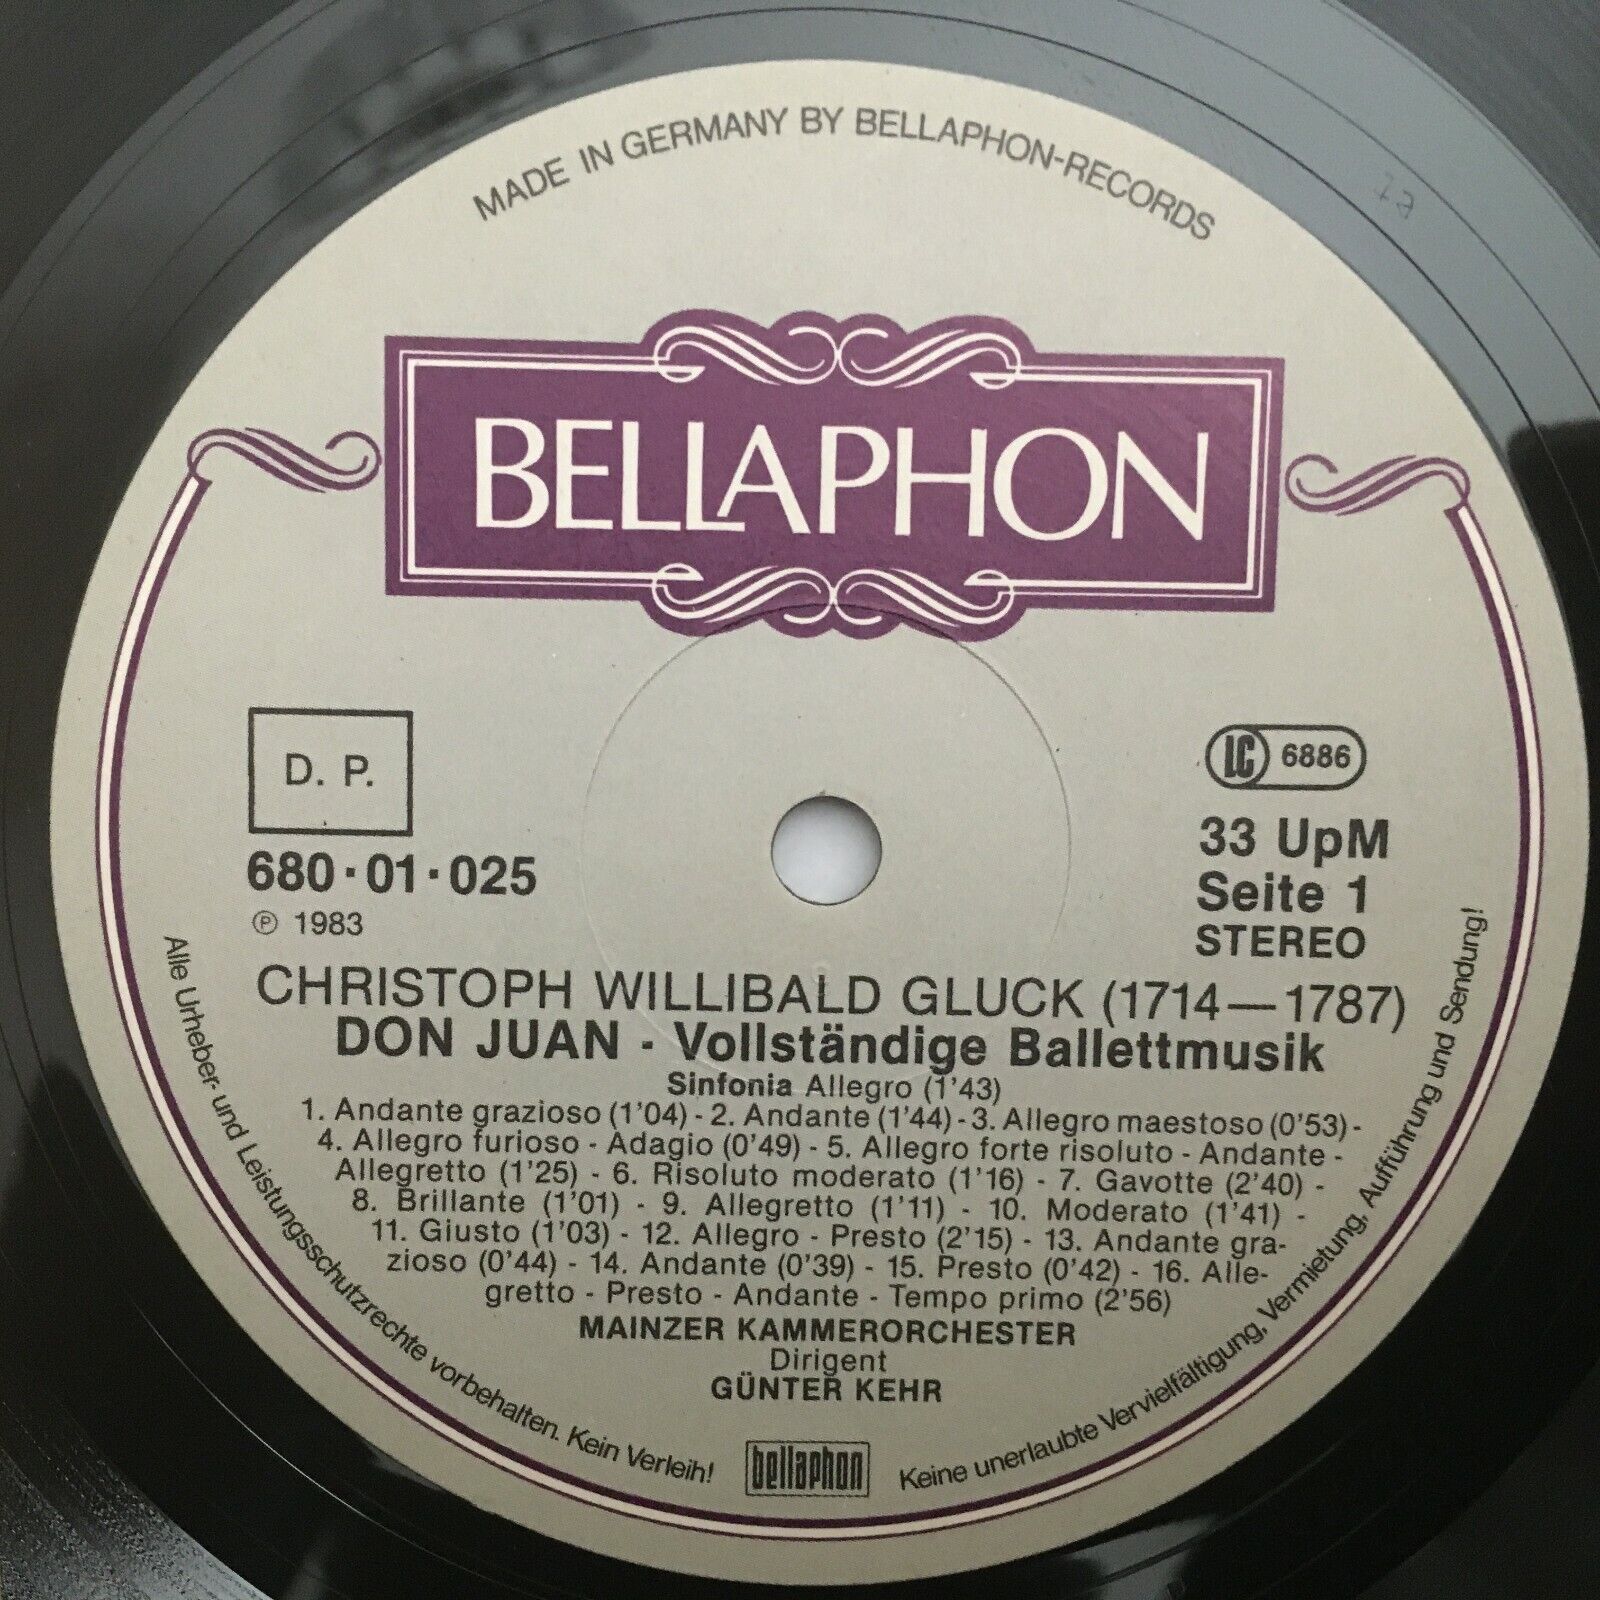 MADE IN GERMANY BY BELLAPHON-RECORDS
BELLAPHON
D. P.
680·01·025
℗ 1983
LC 6886
33 UpM
Seite 1
STEREO
CHRISTOPH WILLIBALD GLUCK (1714—1787)
DON JUAN - Vollständige Ballettmusik
Sinfonia Allegro (1'43)
1. Andante grazioso (1'04) - 2. Andante (1'44) - 3. Allegro maestoso (0'53) -
4. Allegro furioso - Adagio (0'49) - 5. Allegro forte risoluto - Andante -
Allegretto (1'25) - 6. Risoluto moderato (1'16) - 7. Gavotte (2'40) -
8. Brillante (1'01) - 9. Allegretto (1'11) - 10. Moderato (1'41) -
11. Giusto (1'03) - 12. Allegro - Presto (2'15) - 13. Andante gra-
zioso (0'44) - 14. Andante (0'39) - 15. Presto (0'42) - 16. Alle-
gretto - Presto - Andante - Tempo primo (2'56)
MAINZER KAMMERORCHESTER
Dirigent
GÜNTER KEHR
bellaphon
Alle Urheber- und Leistungsschutzrechte vorbehalten. Kein Verleih!
Keine unerlaubte Vervielfältigung, Vermietung, Aufführung und Sendung!